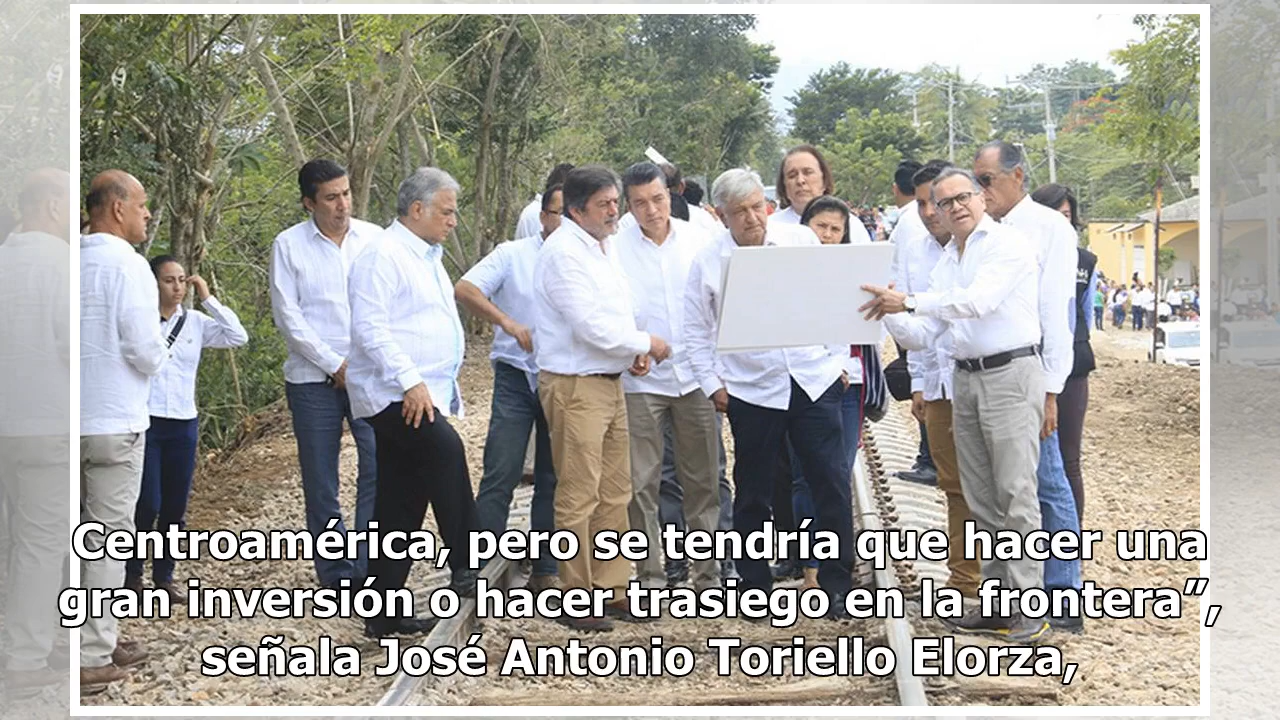 Centroamérica, pero se tendría que hacer una
gran inversión o hacer trasiego en la frontera”,
señala José Antonio Toriello Elorza,